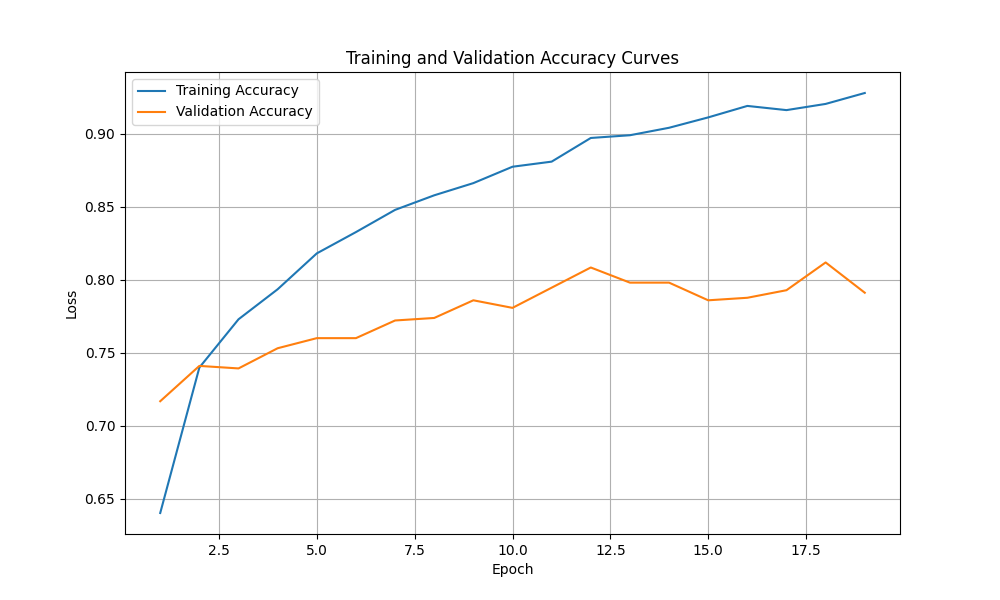 Training and Validation Accuracy Curves
Training Accuracy
Validation Accuracy
0.90
0.85
0.80
0.75
0.70
0.65
Loss
2.5 5.0 7.5 10.0 12.5 15.0 17.5
Epoch